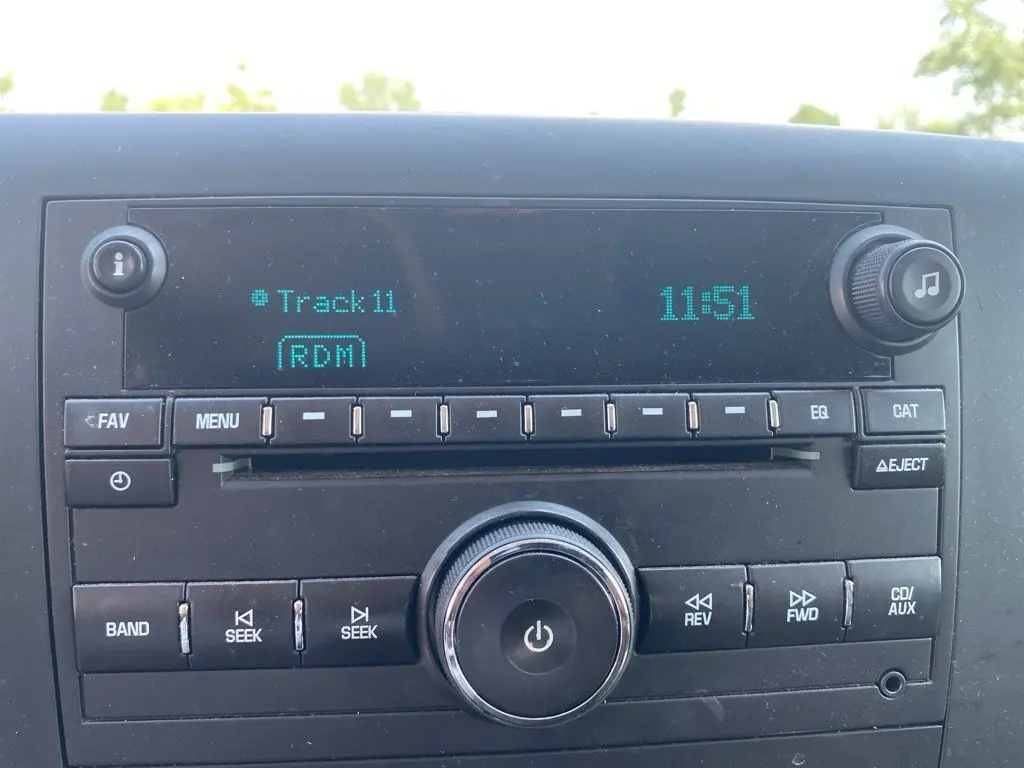 i
Track 11 11:51
RDM
FAV MENU EQ CAT
EJECT
BAND SEEK SEEK REV FWD CD/
AUX